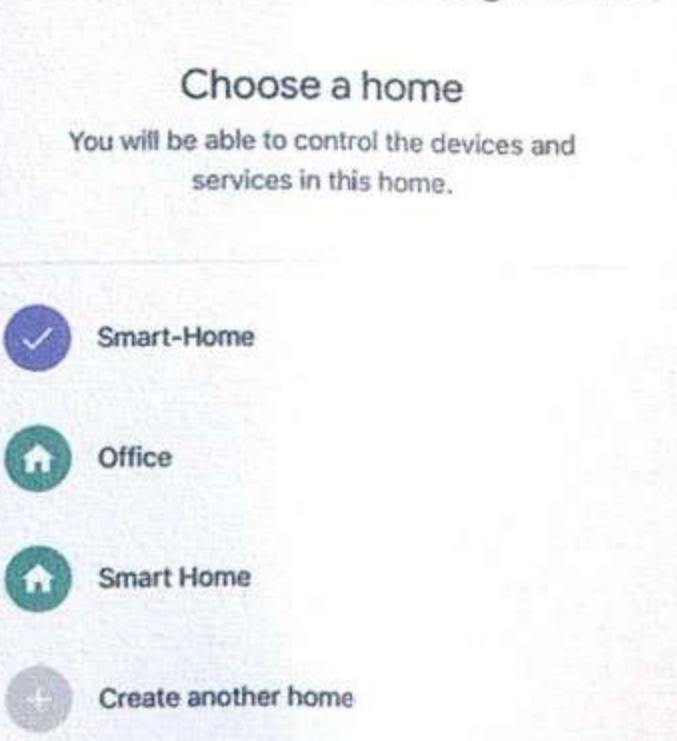 Choose a home
You will be able to control the devices and
services in this home.
Smart-Home
Office
Smart Home
Create another home